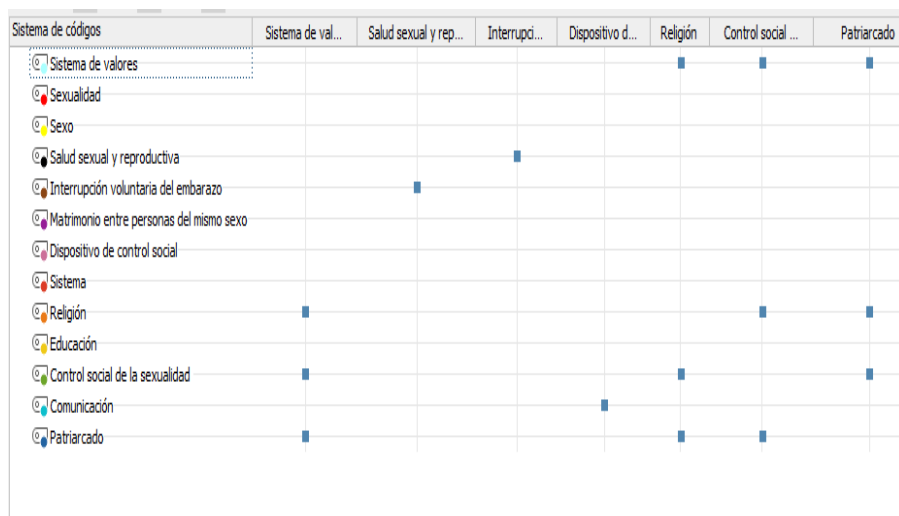 Sistema de códigos Sistema de val... Salud sexual y rep... Interrupci... Dispositivo d... Religión Control social ... Patriarcado
Sistema de valores
Sexualidad
Sexo
Salud sexual y reproductiva
Interrupción voluntaria del embarazo
Matrimonio entre personas del mismo sexo
Dispositivo de control social
Sistema
Religión
Educación
Control social de la sexualidad
Comunicación
Patriarcado